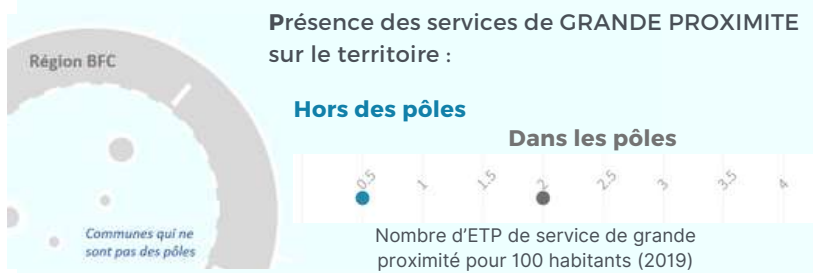 Présence des services de GRANDE PROXIMITE
sur le territoire :
Région BFC
Hors des pôles
Dans les pôles
0.5 1 1.5 2 2.5 3 3.5 4
Communes qui ne
sont pas des pôles
Nombre d'ETP de service de grande
proximité pour 100 habitants (2019)